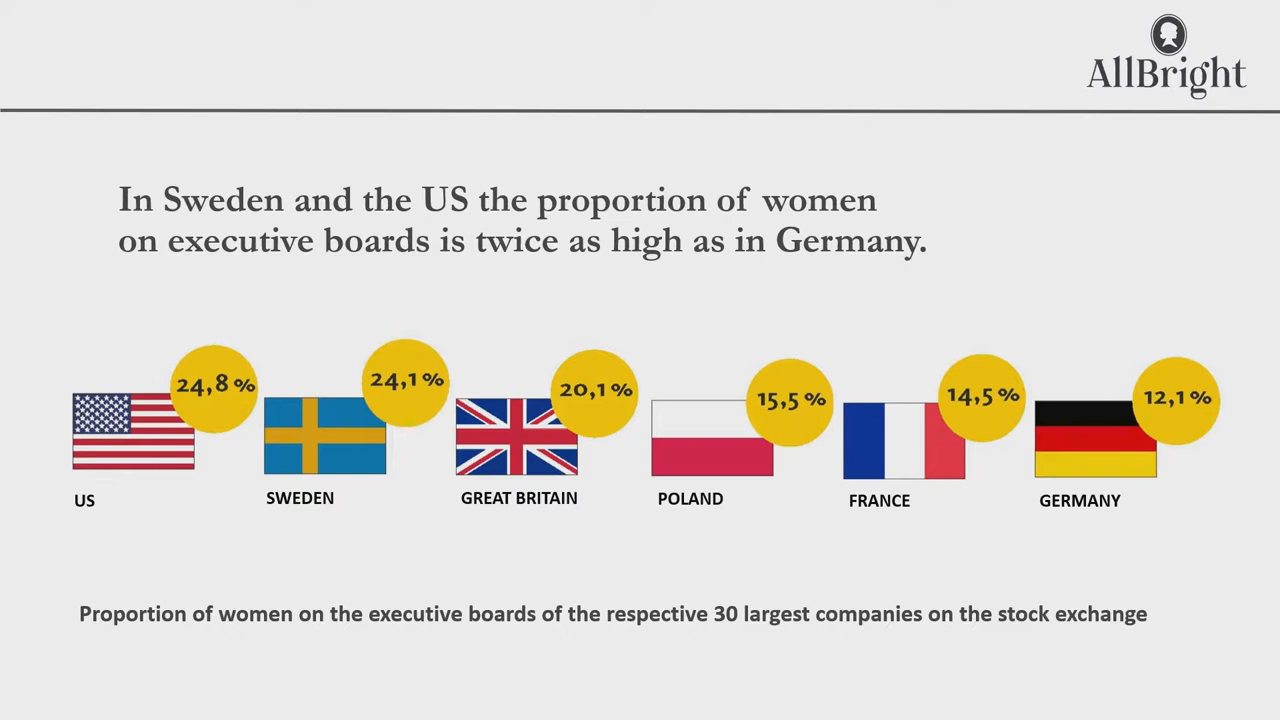 AllBright
In Sweden and the US the proportion of women
on executive boards is twice as high as in Germany.
24,8 %
24,1 %
20,1 %
15,5 %
14,5 %
12,1 %
US
SWEDEN
GREAT BRITAIN
POLAND
FRANCE
GERMANY
Proportion of women on the executive boards of the respective 30 largest companies on the stock exchange